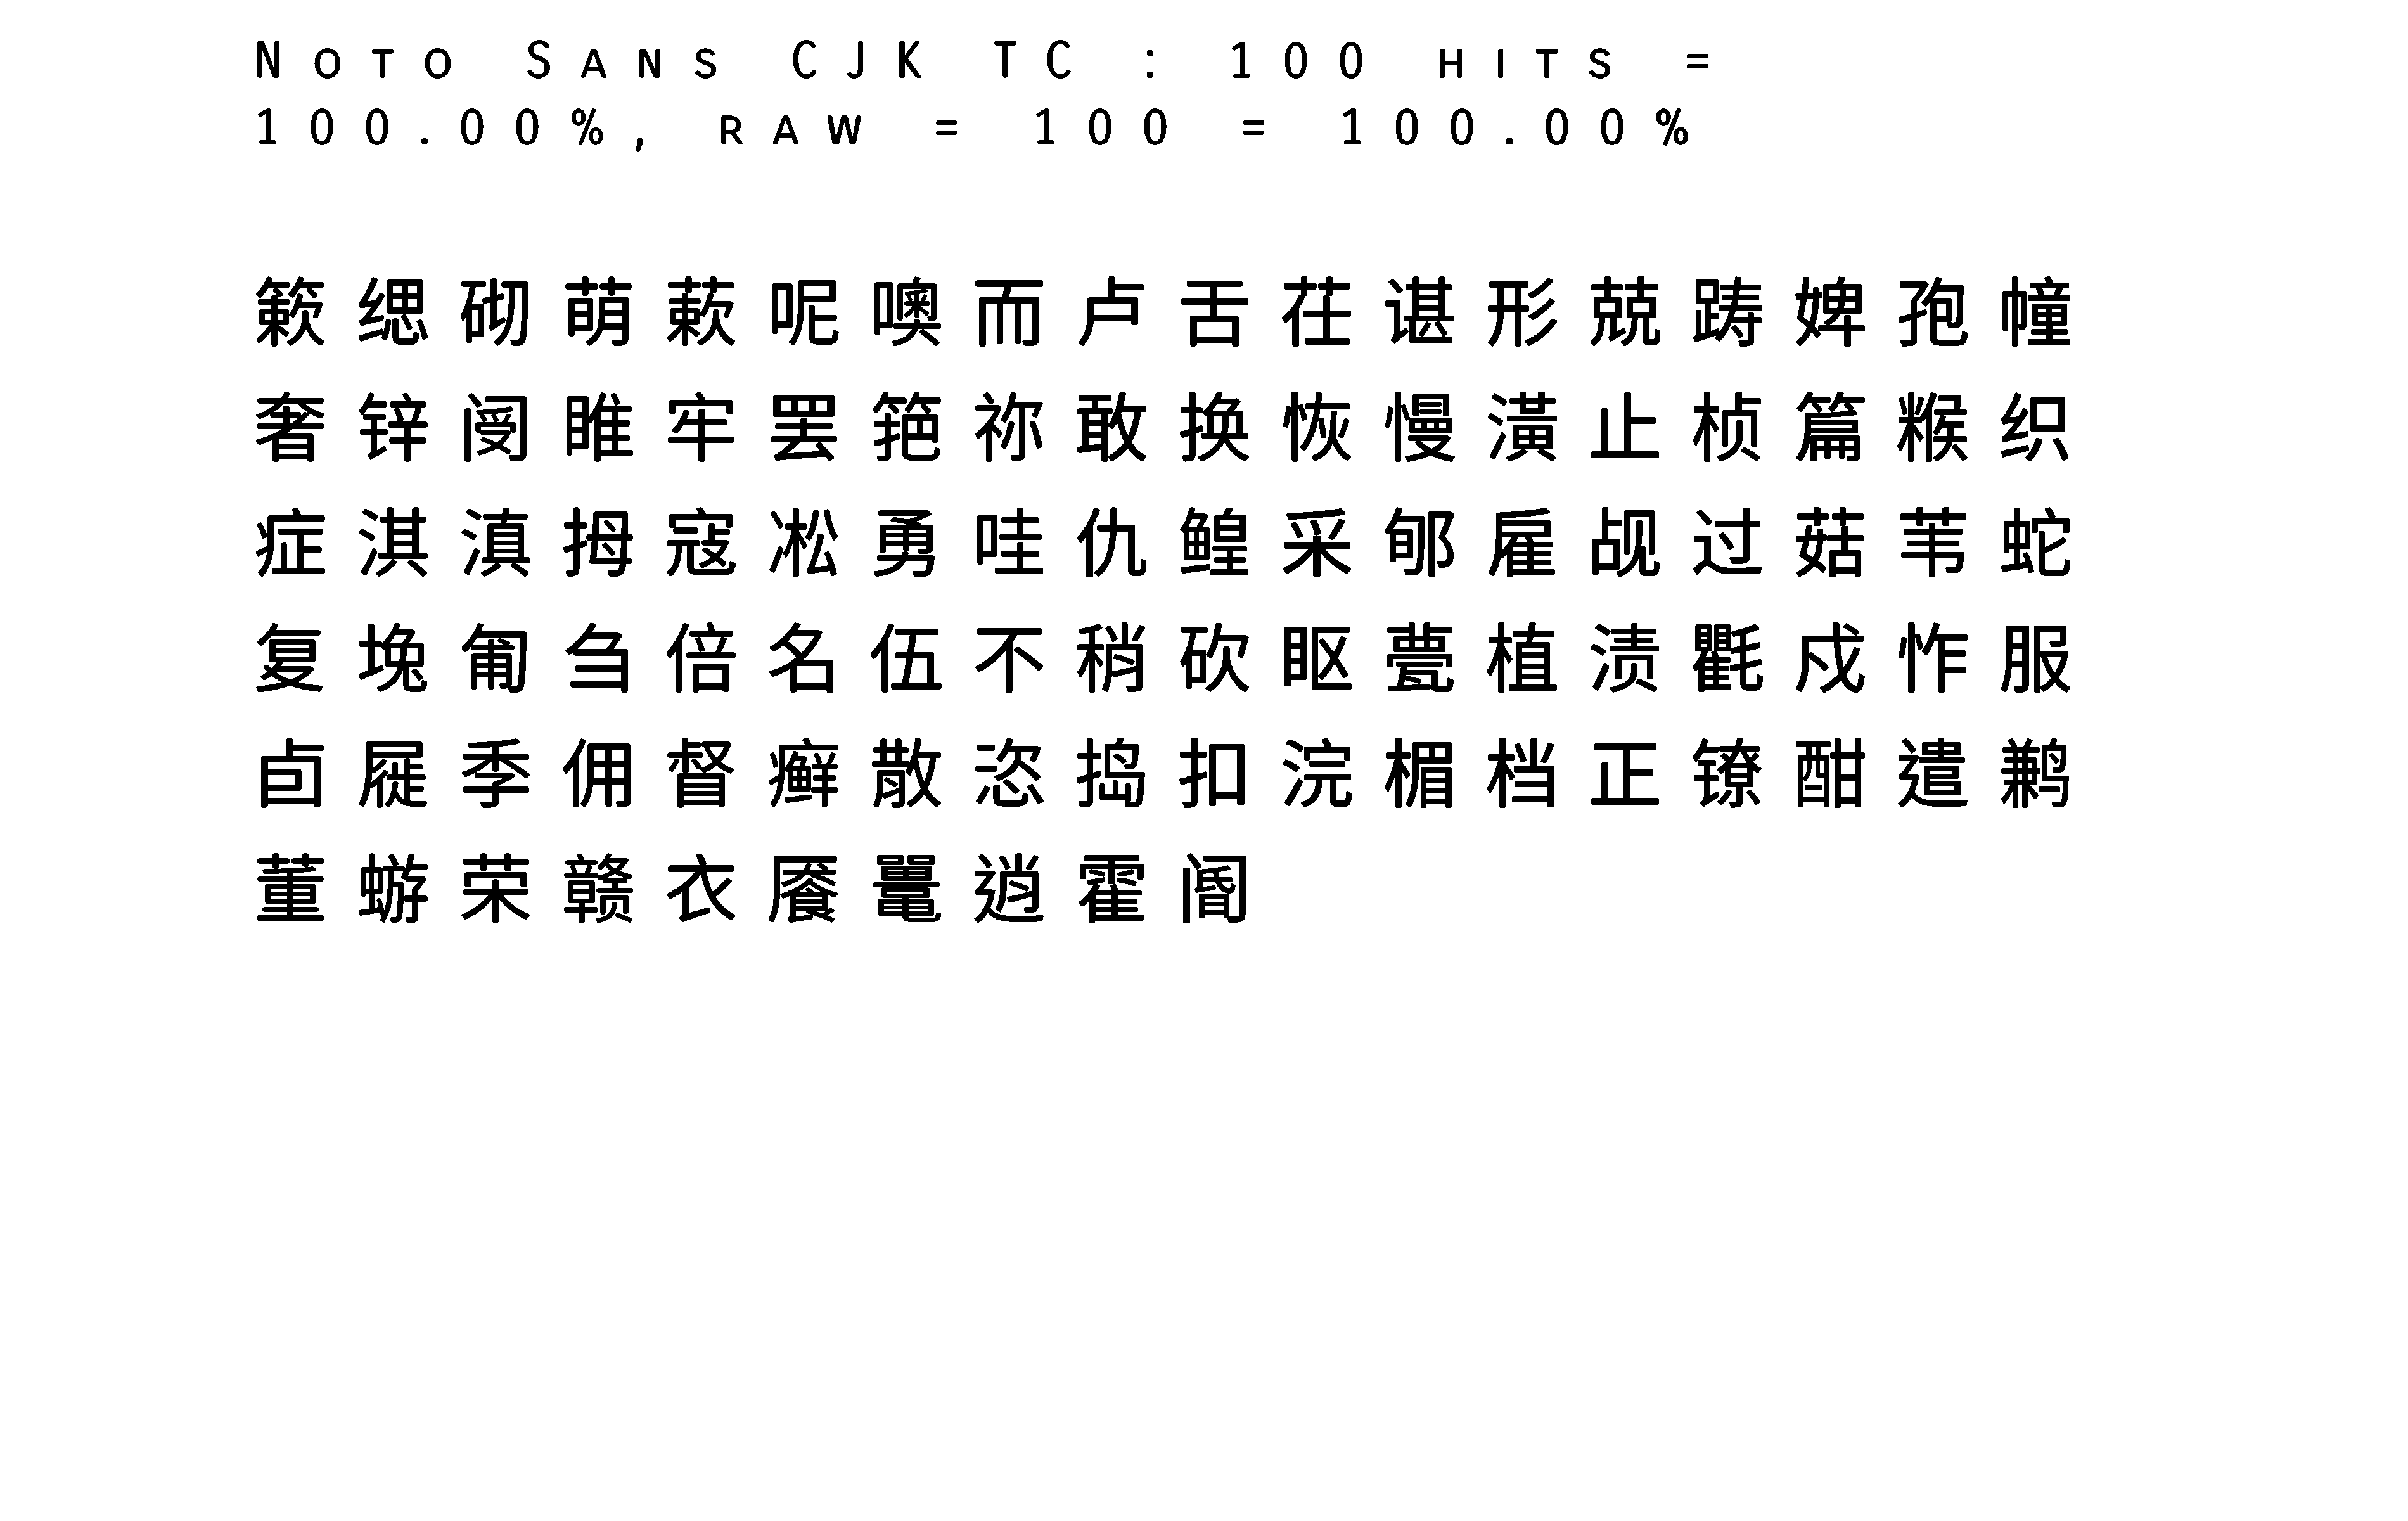 Noto Sans CJK TC : 100 hits =
100.00%, raw = 100 = 100.00%
簌缌砌萌蔌呢噢而卢舌茌谌形兢踌婢孢幢
奢锌阌睢牢罢筢祢敢换恢慢潢止桢篇糇织
症淇滇拇寇凇勇哇仇鳇采郇雇觇过菇苇蛇
复堍匍刍倍名伍不稍砍眍甍植渍氍戍怍服
卣屣季佣督癣散恣捣扣浣楣档正镣酣遣鹣
董蝣荣赣衣餍鼍逍霍阍